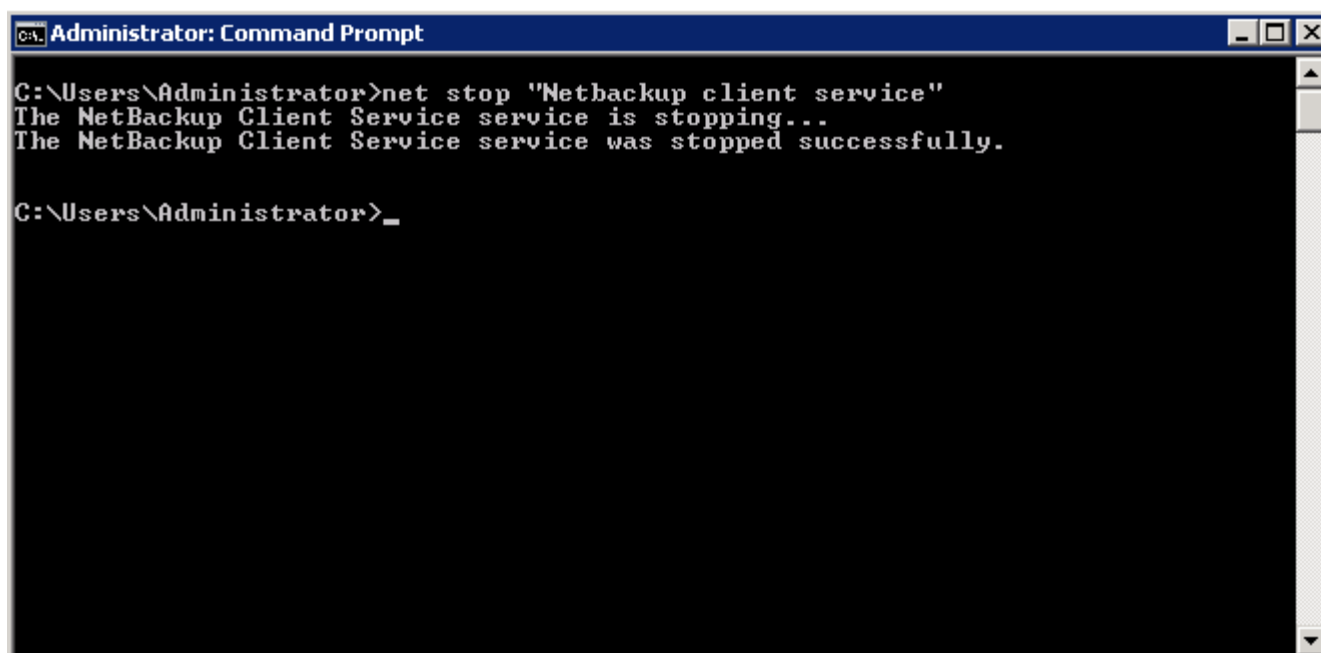 Administrator: Command Prompt
C:\Users\Administrator>net stop "Netbackup client service"
The NetBackup Client Service service is stopping...
The NetBackup Client Service service was stopped successfully.
C:\Users\Administrator>_